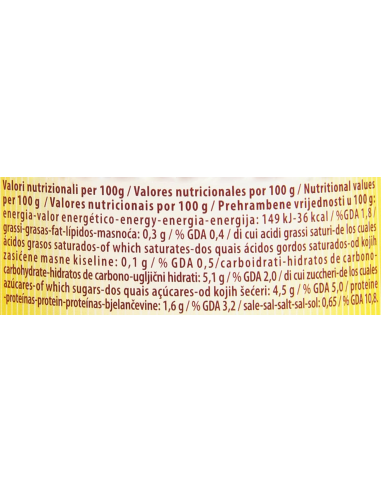 Valori nutrizionali per 100g / Valores nutricionales por 100 g / Nutritional values
per 100 g / Valores nutricionais por 100 g / Prehrambene vrijednosti u 100 g:
energia-valor energético-energy-energia-energija: 149 kJ-36 kcal / %GDA 1,8 /
grassi-grasas-fat-lípidos-masnoća: 0,3 g / % GDA 0,4 / di cui acidi grassi saturi-de los cuales
ácidos grasos saturados-of which saturates-dos quais ácidos gordos saturados-od kojih
zasićene masne kiseline: 0,1 g / % GDA 0,5/ carboidrati-hidratos de carbono-
carbohydrate-hidratos de carbono-ugljični hidrati: 5,1 g / % GDA 2,0 / di cui zuccheri-de los cuales
azúcares-of which sugars-dos quais açúcares-od kojih šećeri: 4,5 g / % GDA 5,0 / proteine
-proteínas-protein-proteínas-bjelančevine: 1,6 g / % GDA 3,2 / sale-sal-salt-sal-sol: 0,65 / % GDA 10,8.